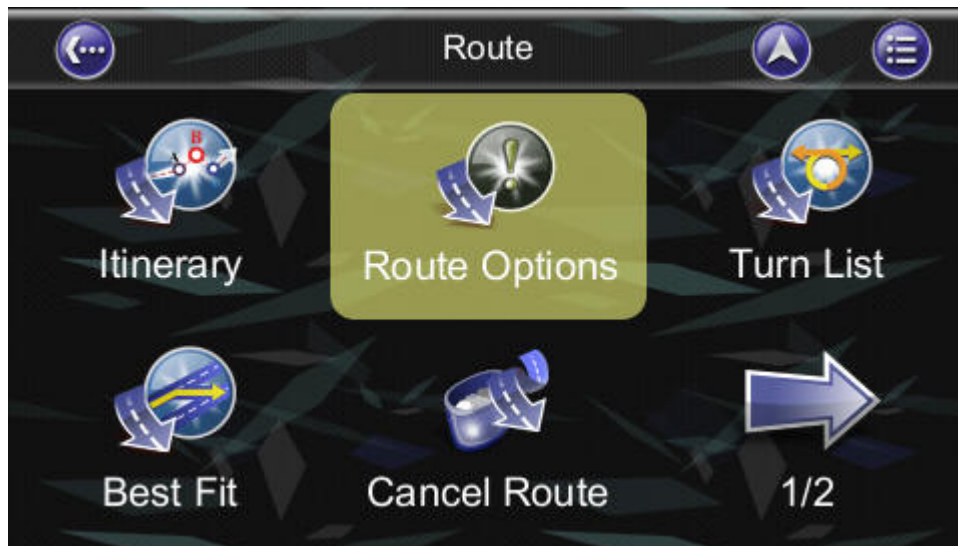 Route
B
Itinerary
Route Options
Turn List
Best Fit
Cancel Route
1/2